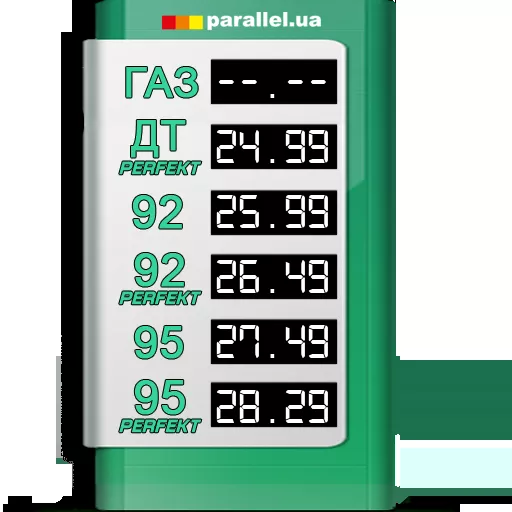 parallel.ua
ГАЗ --.--
ДТ PERFEKT 24.99
92 25.99
92 PERFEKT 26.49
95 27.49
95 PERFEKT 28.29